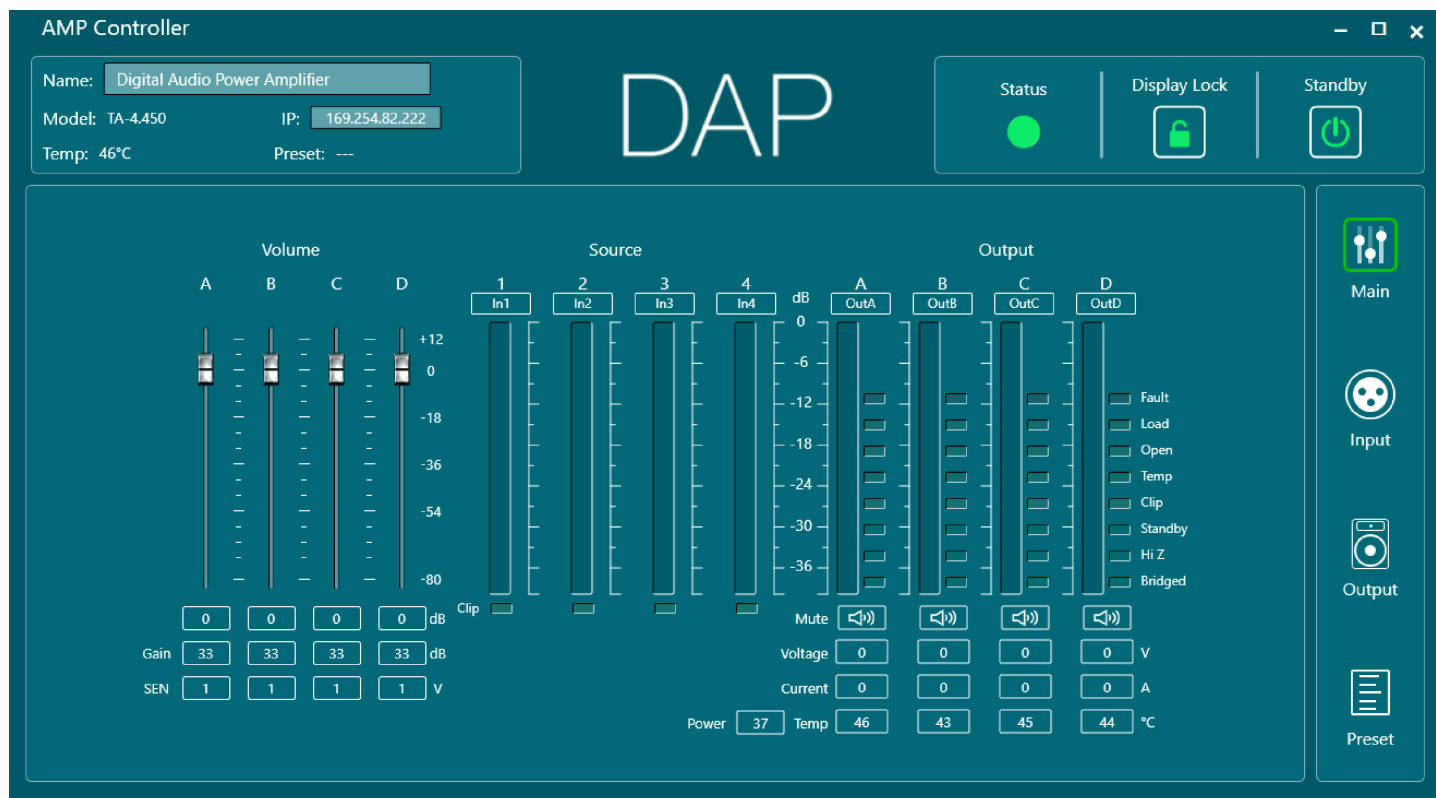 AMP Controller
Name: Digital Audio Power Amplifier
Model: TA-4.450 IP: 169.254.82.222
Temp: 46°C Preset: ---
DAP
Status Display Lock Standby
Volume Source Output
A B C D 1 2 3 4 dB A B C D
In1 In2 In3 In4 OutA OutB OutC OutD
+12
0
-18
-36
-54
-80
0
-6
-12
-18
-24
-30
-36
Fault
Load
Open
Temp
Clip
Standby
Hi Z
Bridged
0 0 0 0 dB Clip
Gain 33 33 33 33 dB
SEN 1 1 1 1 V
Mute
Voltage 0 0 0 0 V
Current 0 0 0 0 A
Power 37 Temp 46 43 45 44 °C
Main
Input
Output
Preset